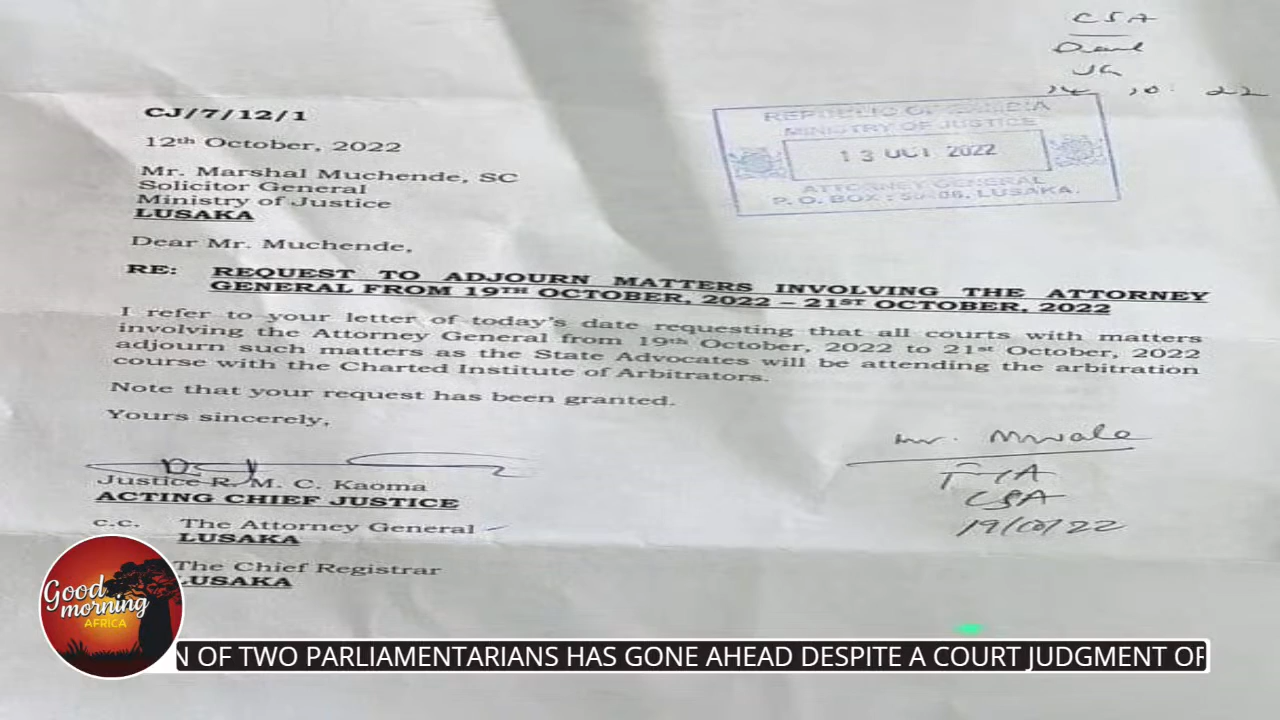 CSA
CJ/7/12/1
12th October, 2022
REPUBLIC OF ZAMBIA
MINISTRY OF JUSTICE
13 OCT 2022
ATTORNEY GENERAL
P. O. BOX : LUSAKA.
Mr. Marshal Muchende, SC
Solicitor General
Ministry of Justice
LUSAKA
Dear Mr. Muchende,
RE: REQUEST TO ADJOURN MATTERS INVOLVING THE ATTORNEY
GENERAL FROM 19TH OCTOBER, 2022 – 21ST OCTOBER, 2022
I refer to your letter of today's date requesting that all courts with matters
involving the Attorney General from 19th October, 2022 to 21st October, 2022
adjourn such matters as the State Advocates will be attending the arbitration
course with the Charted Institute of Arbitrators.
Note that your request has been granted.
Yours sincerely,
Mr. Mwale
Justice R. M. C. Kaoma
ACTING CHIEF JUSTICE
CSA
19/10/22
c.c. The Attorney General
LUSAKA
The Chief Registrar
LUSAKA
Good
morning
AFRICA
N OF TWO PARLIAMENTARIANS HAS GONE AHEAD DESPITE A COURT JUDGMENT OF